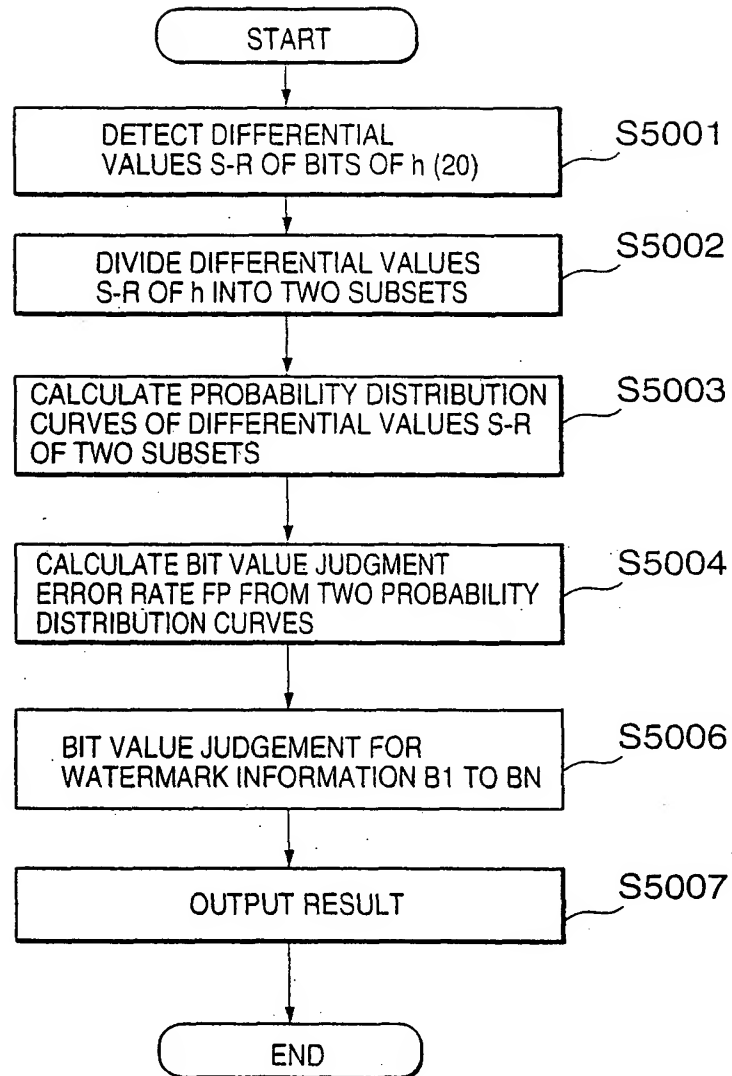 START
DETECT DIFFERENTIAL
VALUES S-R OF BITS OF h (20)
S5001
DIVIDE DIFFERENTIAL VALUES
S-R OF h INTO TWO SUBSETS
S5002
CALCULATE PROBABILITY DISTRIBUTION
CURVES OF DIFFERENTIAL VALUES S-R
OF TWO SUBSETS
S5003
CALCULATE BIT VALUE JUDGMENT
ERROR RATE FP FROM TWO PROBABILITY
DISTRIBUTION CURVES
S5004
BIT VALUE JUDGEMENT FOR
WATERMARK INFORMATION B1 TO BN
S5006
OUTPUT RESULT
S5007
END